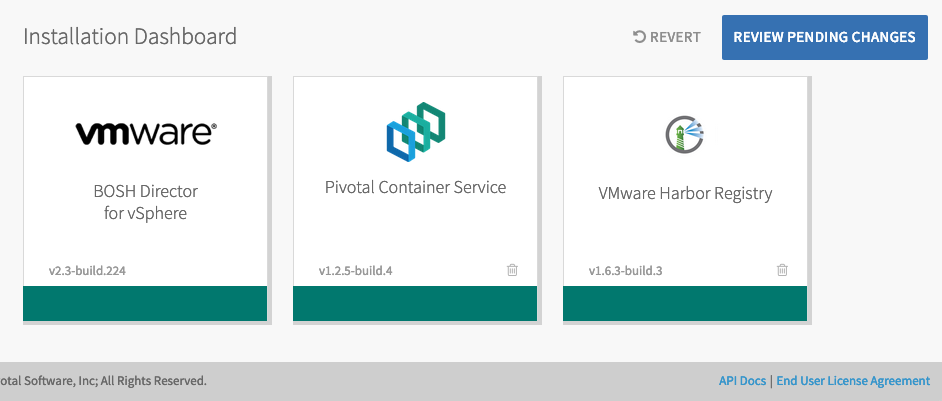 Installation Dashboard
REVERT
REVIEW PENDING CHANGES
vmware®
BOSH Director
for vSphere
v2.3-build.224
Pivotal Container Service
v1.2.5-build.4
VMware Harbor Registry
v1.6.3-build.3
otal Software, Inc; All Rights Reserved.
API Docs | End User License Agreement